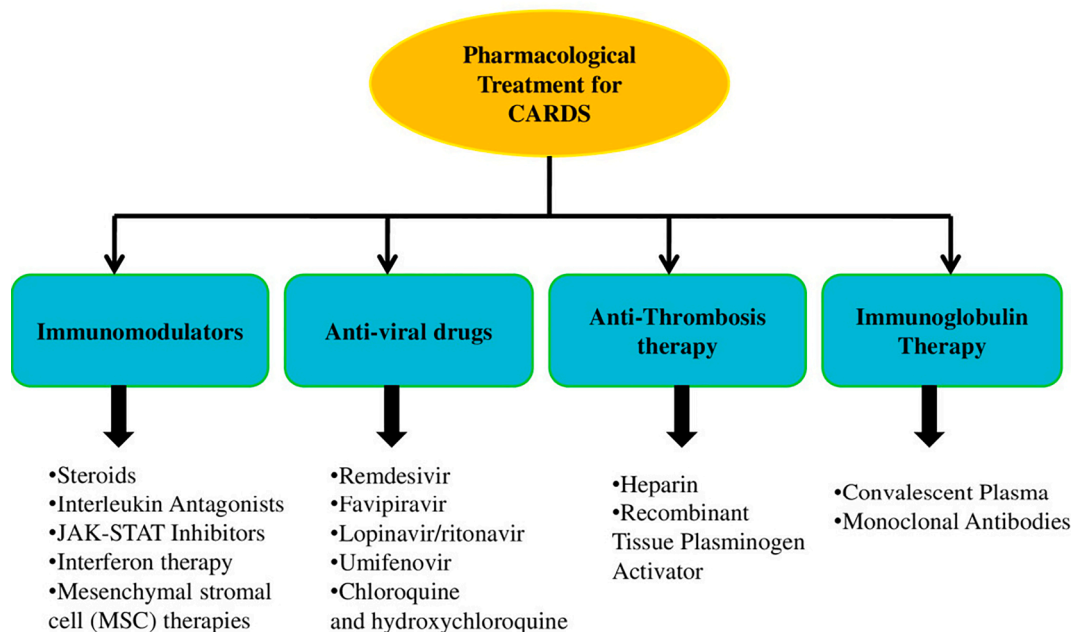 Pharmacological
Treatment for
CARDS
Immunomodulators
Anti-viral drugs
Anti-Thrombosis
therapy
Immunoglobulin
Therapy
•Steroids
•Interleukin Antagonists
•JAK-STAT Inhibitors
•Interferon therapy
•Mesenchymal stromal
cell (MSC) therapies
•Remdesivir
•Favipiravir
•Lopinavir/ritonavir
•Umifenovir
•Chloroquine
and hydroxychloroquine
•Heparin
•Recombinant
Tissue Plasminogen
Activator
•Convalescent Plasma
•Monoclonal Antibodies